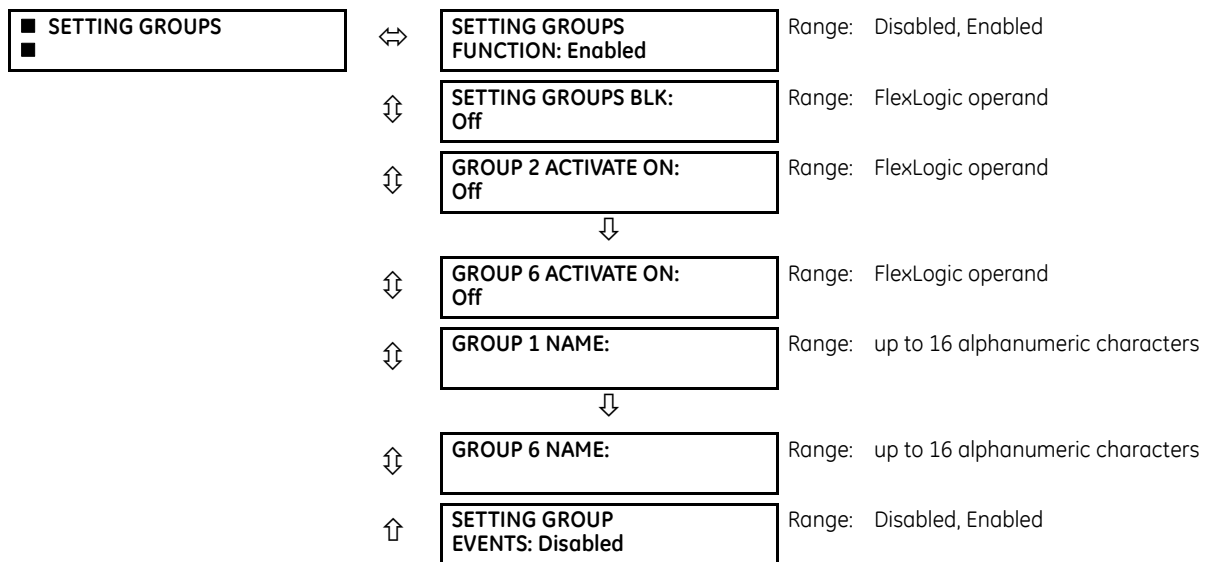 ■ SETTING GROUPS
■
SETTING GROUPS
FUNCTION: Enabled
Range: Disabled, Enabled
SETTING GROUPS BLK:
Off
Range: FlexLogic operand
GROUP 2 ACTIVATE ON:
Off
Range: FlexLogic operand
GROUP 6 ACTIVATE ON:
Off
Range: FlexLogic operand
GROUP 1 NAME:
Range: up to 16 alphanumeric characters
GROUP 6 NAME:
Range: up to 16 alphanumeric characters
SETTING GROUP
EVENTS: Disabled
Range: Disabled, Enabled